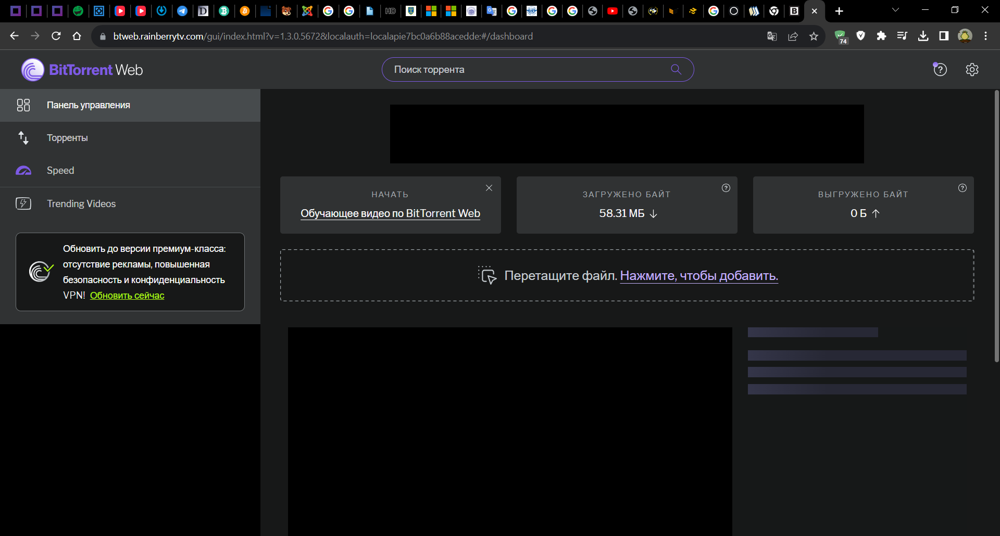 HD
btweb.rainberrytv.com/gui/index.html?v=1.3.0.5672&localauth=localapie7bc0a6b88acedde:#/dashboard
74
BitTorrent Web
Поиск торрента
Панель управления
Торренты
Speed
Trending Videos
Обновить до версии премиум-класса:
отсутствие рекламы, повышенная
безопасность и конфиденциальность
VPN! Обновить сейчас
НАЧАТЬ
Обучающее видео по BitTorrent Web
ЗАГРУЖЕНО БАЙТ
58.31 МБ
ВЫГРУЖЕНО БАЙТ
0 Б
Перетащите файл. Нажмите, чтобы добавить.